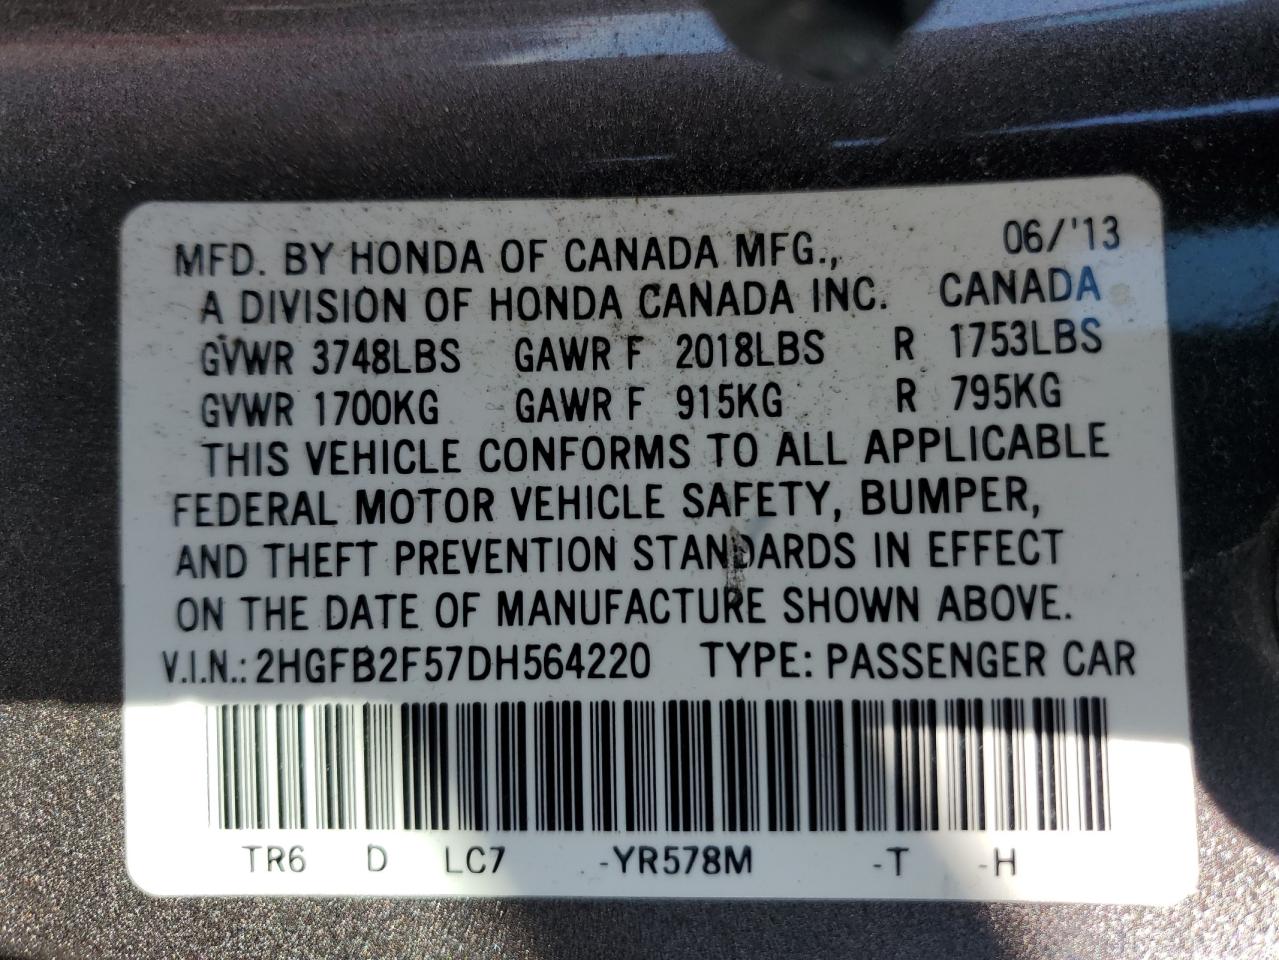 MFD. BY HONDA OF CANADA MFG., 06/'13
A DIVISION OF HONDA CANADA INC. CANADA
GVWR 3748LBS GAWR F 2018LBS R 1753LBS
GVWR 1700KG GAWR F 915KG R 795KG
THIS VEHICLE CONFORMS TO ALL APPLICABLE
FEDERAL MOTOR VEHICLE SAFETY, BUMPER,
AND THEFT PREVENTION STANDARDS IN EFFECT
ON THE DATE OF MANUFACTURE SHOWN ABOVE.
V.I.N.: 2HGFB2F57DH564220 TYPE: PASSENGER CAR
TR6 D LC7 -YR578M -T -H